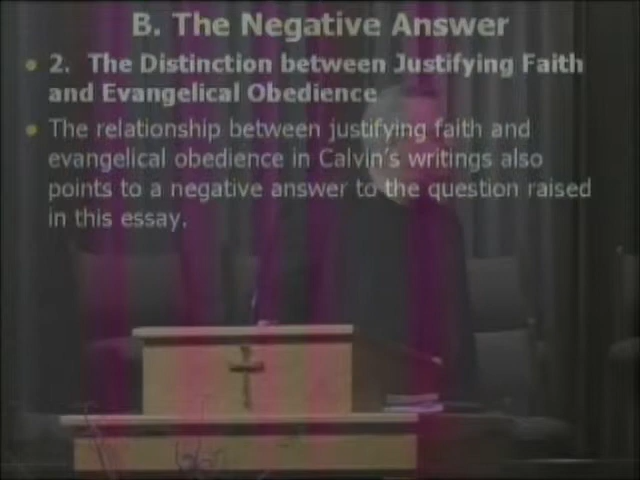 B. The Negative Answer
2. The Distinction between Justifying Faith
and Evangelical Obedience
The relationship between justifying faith and
evangelical obedience in Calvin's writings also
points to a negative answer to the question raised
in this essay.